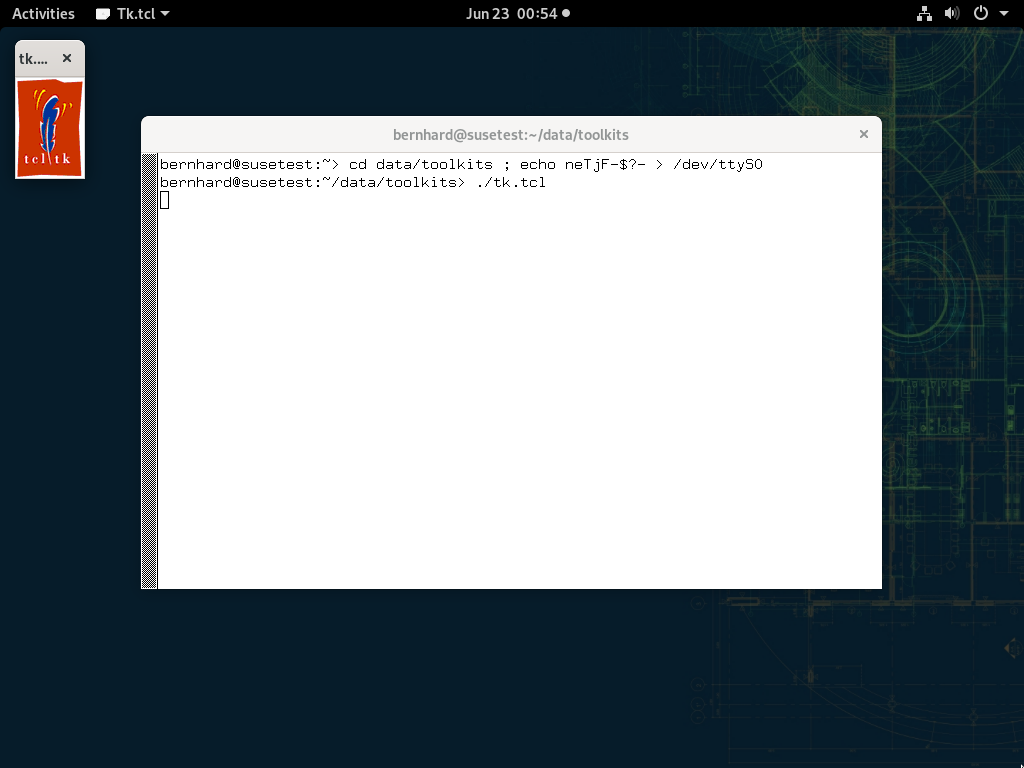 Activities Tk.tcl Jun 23 00:54
tk....
tcl tk
bernhard@susetest:~/data/toolkits
bernhard@susetest:~> cd data/toolkits ; echo neTjF-$?- > /dev/ttyS0
bernhard@susetest:~/data/toolkits> ./tk.tcl